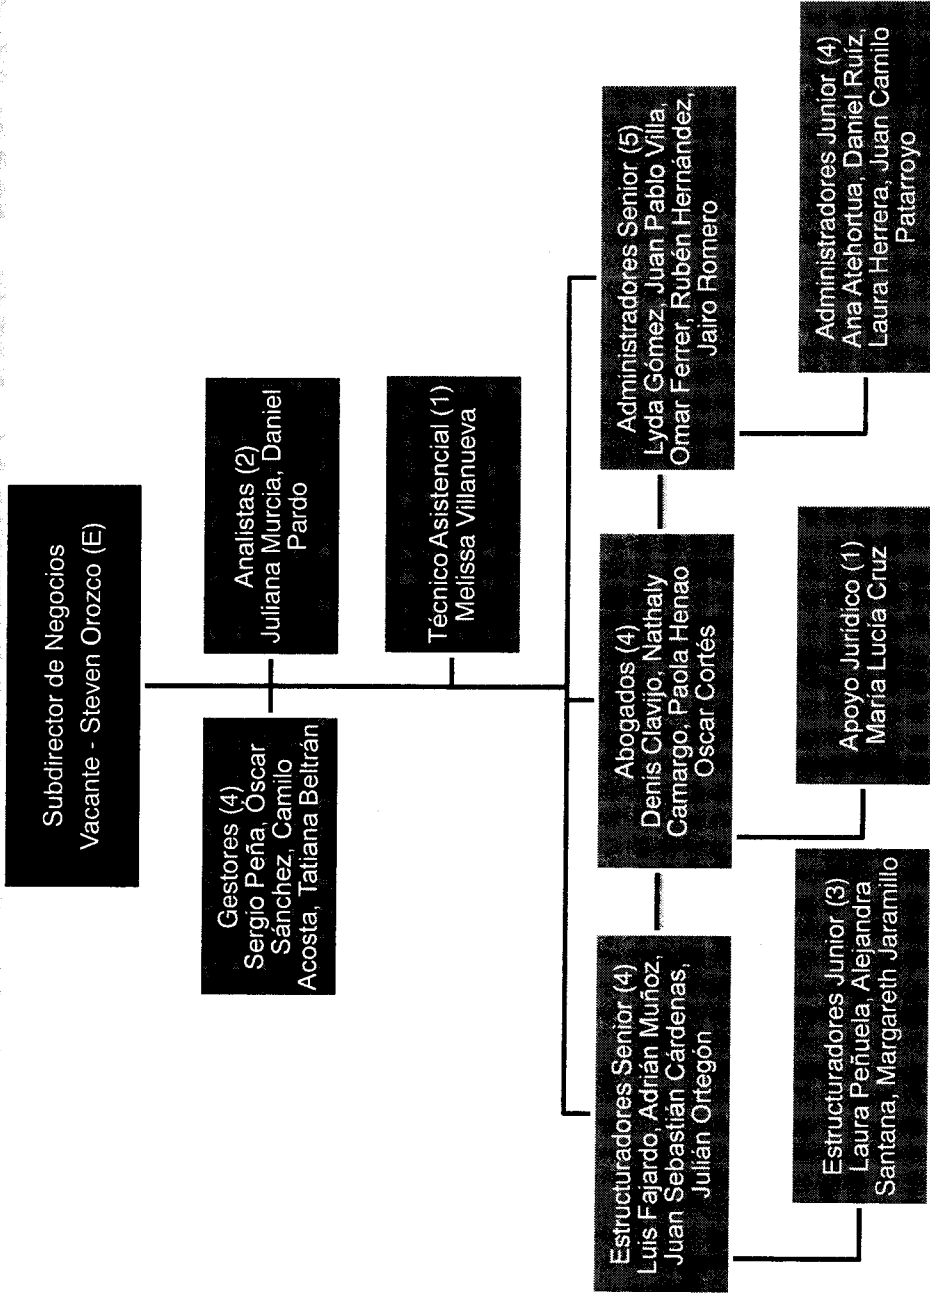 Subdirector de Negocios
Vacante - Steven Orozco (E)
Gestores (4)
Sergio Peña, Óscar
Sánchez, Camilo
Acosta, Tatiana Beltrán
Analistas (2)
Juliana Murcia, Daniel
Pardo
Técnico Asistencial (1)
Melissa Villanueva
Estructuradores Senior (4)
Luis Fajardo, Adrián Muñoz,
Juan Sebastián Cárdenas,
Julián Ortegón
Abogados (4)
Denis Clavijo, Nathaly
Camargo, Paola Henao
Oscar Cortés
Administradores Senior (5)
Lyda Gómez, Juan Pablo Villa,
Omar Ferrer, Rubén Hernández,
Jairo Romero
Estructuradores Junior (3)
Laura Peñuela, Alejandra
Santana, Margareth Jaramillo
Apoyo Jurídico (1)
María Lucía Cruz
Administradores Junior (4)
Ana Atehortua, Daniel Ruíz,
Laura Herrera, Juan Camilo
Patarroyo